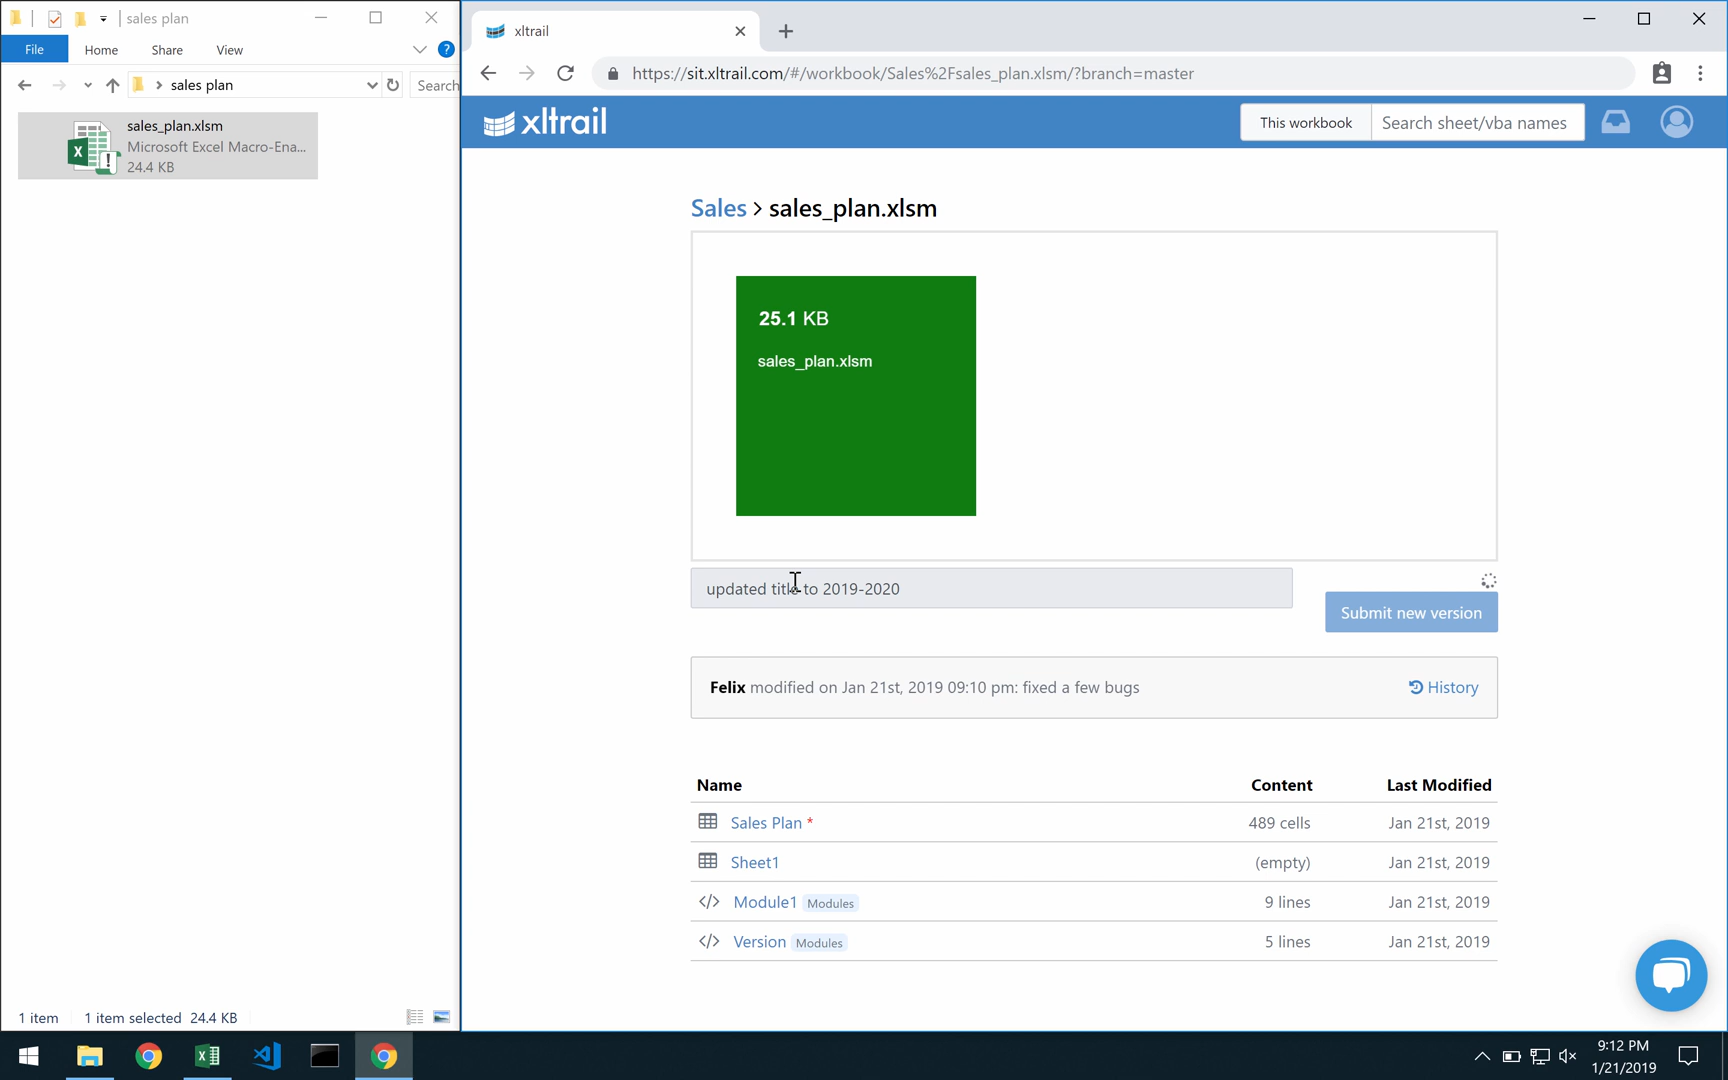 sales plan
File Home Share View
sales plan
Search
sales_plan.xlsm
Microsoft Excel Macro-Ena...
24.4 KB
1 item 1 item selected 24.4 KB
xltrail
https://sit.xltrail.com/#/workbook/Sales%2Fsales_plan.xlsm/?branch=master
xltrail
This workbook Search sheet/vba names
Sales > sales_plan.xlsm
25.1 KB
sales_plan.xlsm
updated title to 2019-2020
Submit new version
Felix modified on Jan 21st, 2019 09:10 pm: fixed a few bugs History
Name Content Last Modified
Sales Plan * 489 cells Jan 21st, 2019
Sheet1 (empty) Jan 21st, 2019
</> Module1 Modules 9 lines Jan 21st, 2019
</> Version Modules 5 lines Jan 21st, 2019
9:12 PM
1/21/2019